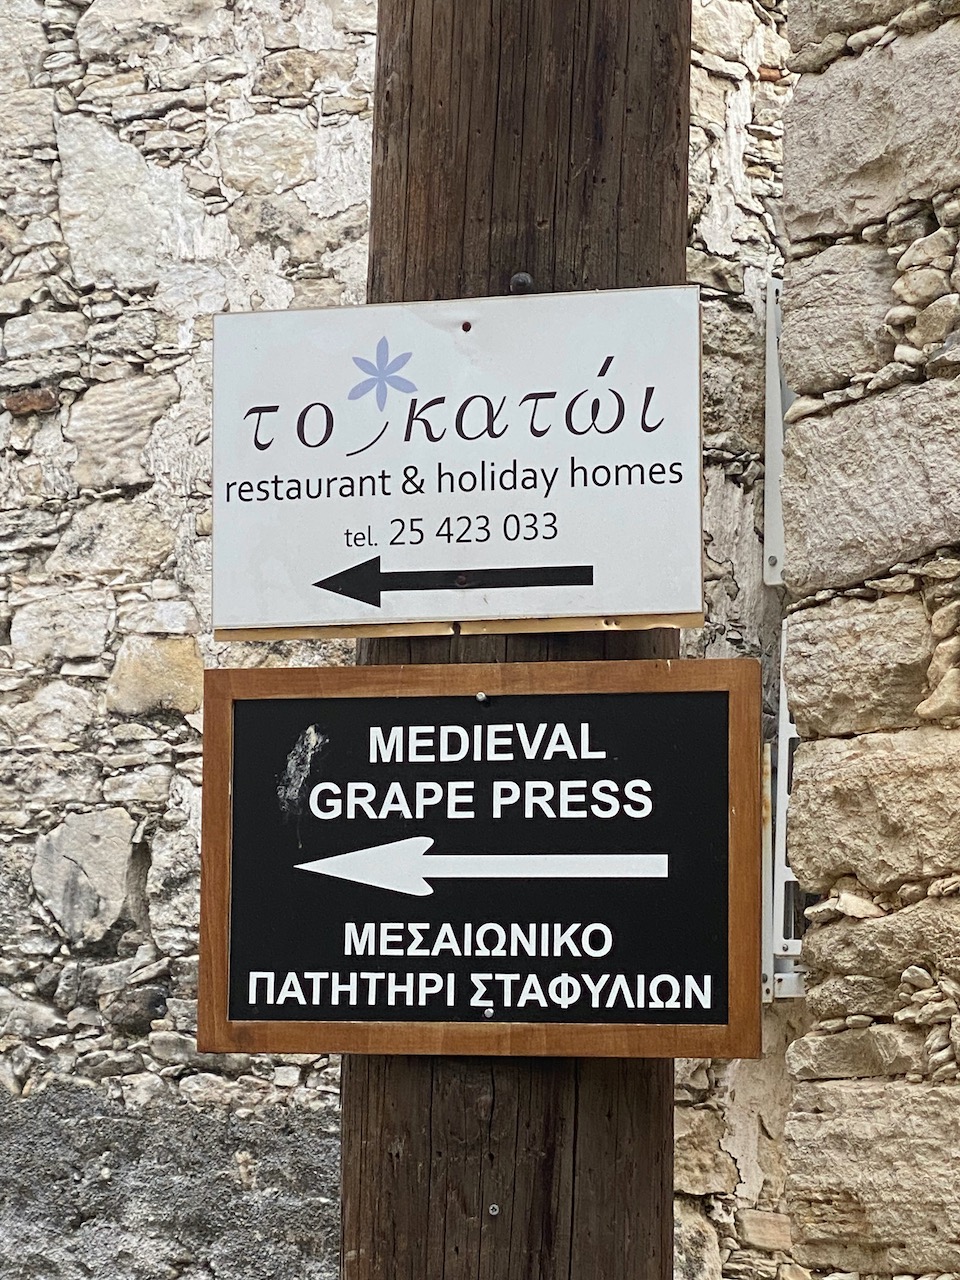 το κατώι
restaurant & holiday homes
tel. 25 423 033
MEDIEVAL
GRAPE PRESS
ΜΕΣΑΙΩΝΙΚΟ
ΠΑΤΗΤΗΡΙ ΣΤΑΦΥΛΙΩΝ